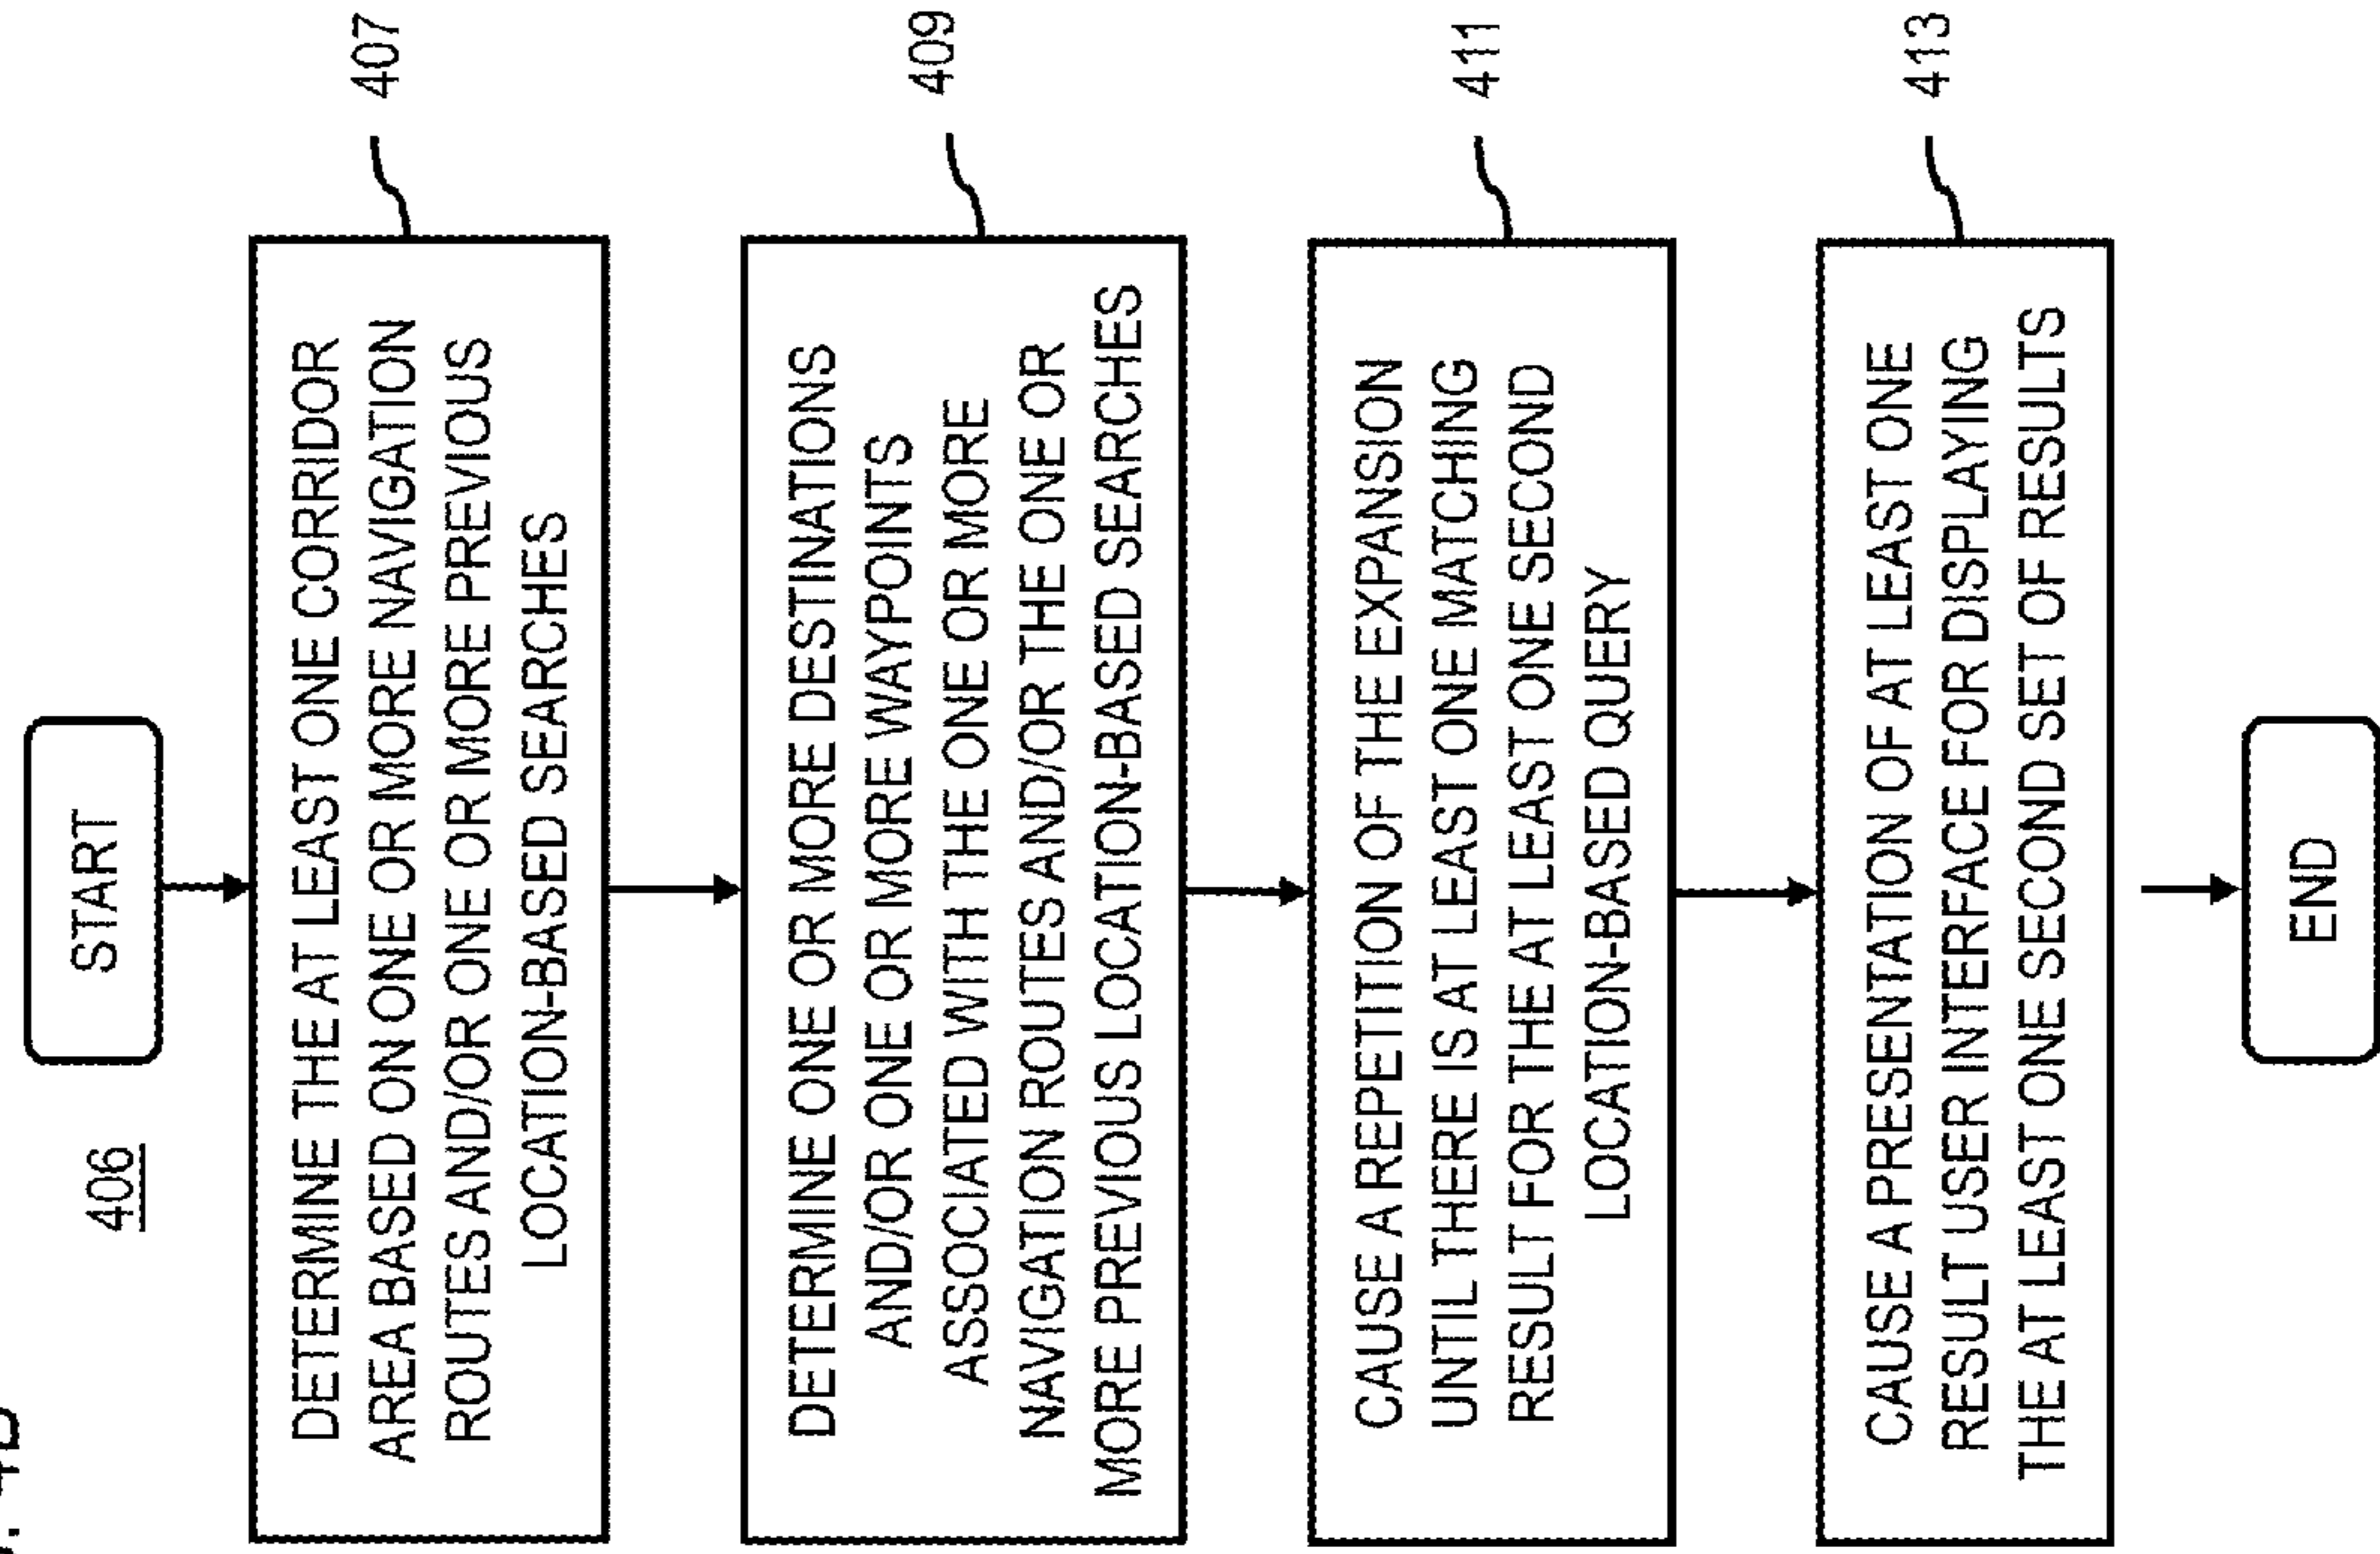 406
START
DETERMINE THE AT LEAST ONE CORRIDOR
AREA BASED ON ONE OR MORE NAVIGATION
ROUTES AND/OR ONE OR MORE PREVIOUS
LOCATION-BASED SEARCHES
407
DETERMINE ONE OR MORE DESTINATIONS
AND/OR ONE OR MORE WAYPOINTS
ASSOCIATED WITH THE ONE OR MORE
NAVIGATION ROUTES AND/OR THE ONE OR
MORE PREVIOUS LOCATION-BASED SEARCHES
409
CAUSE A REPETITION OF THE EXPANSION
UNTIL THERE IS AT LEAST ONE MATCHING
RESULT FOR THE AT LEAST ONE SECOND
LOCATION-BASED QUERY
411
CAUSE A PRESENTATION OF AT LEAST ONE
RESULT USER INTERFACE FOR DISPLAYING
THE AT LEAST ONE SECOND SET OF RESULTS
413
END